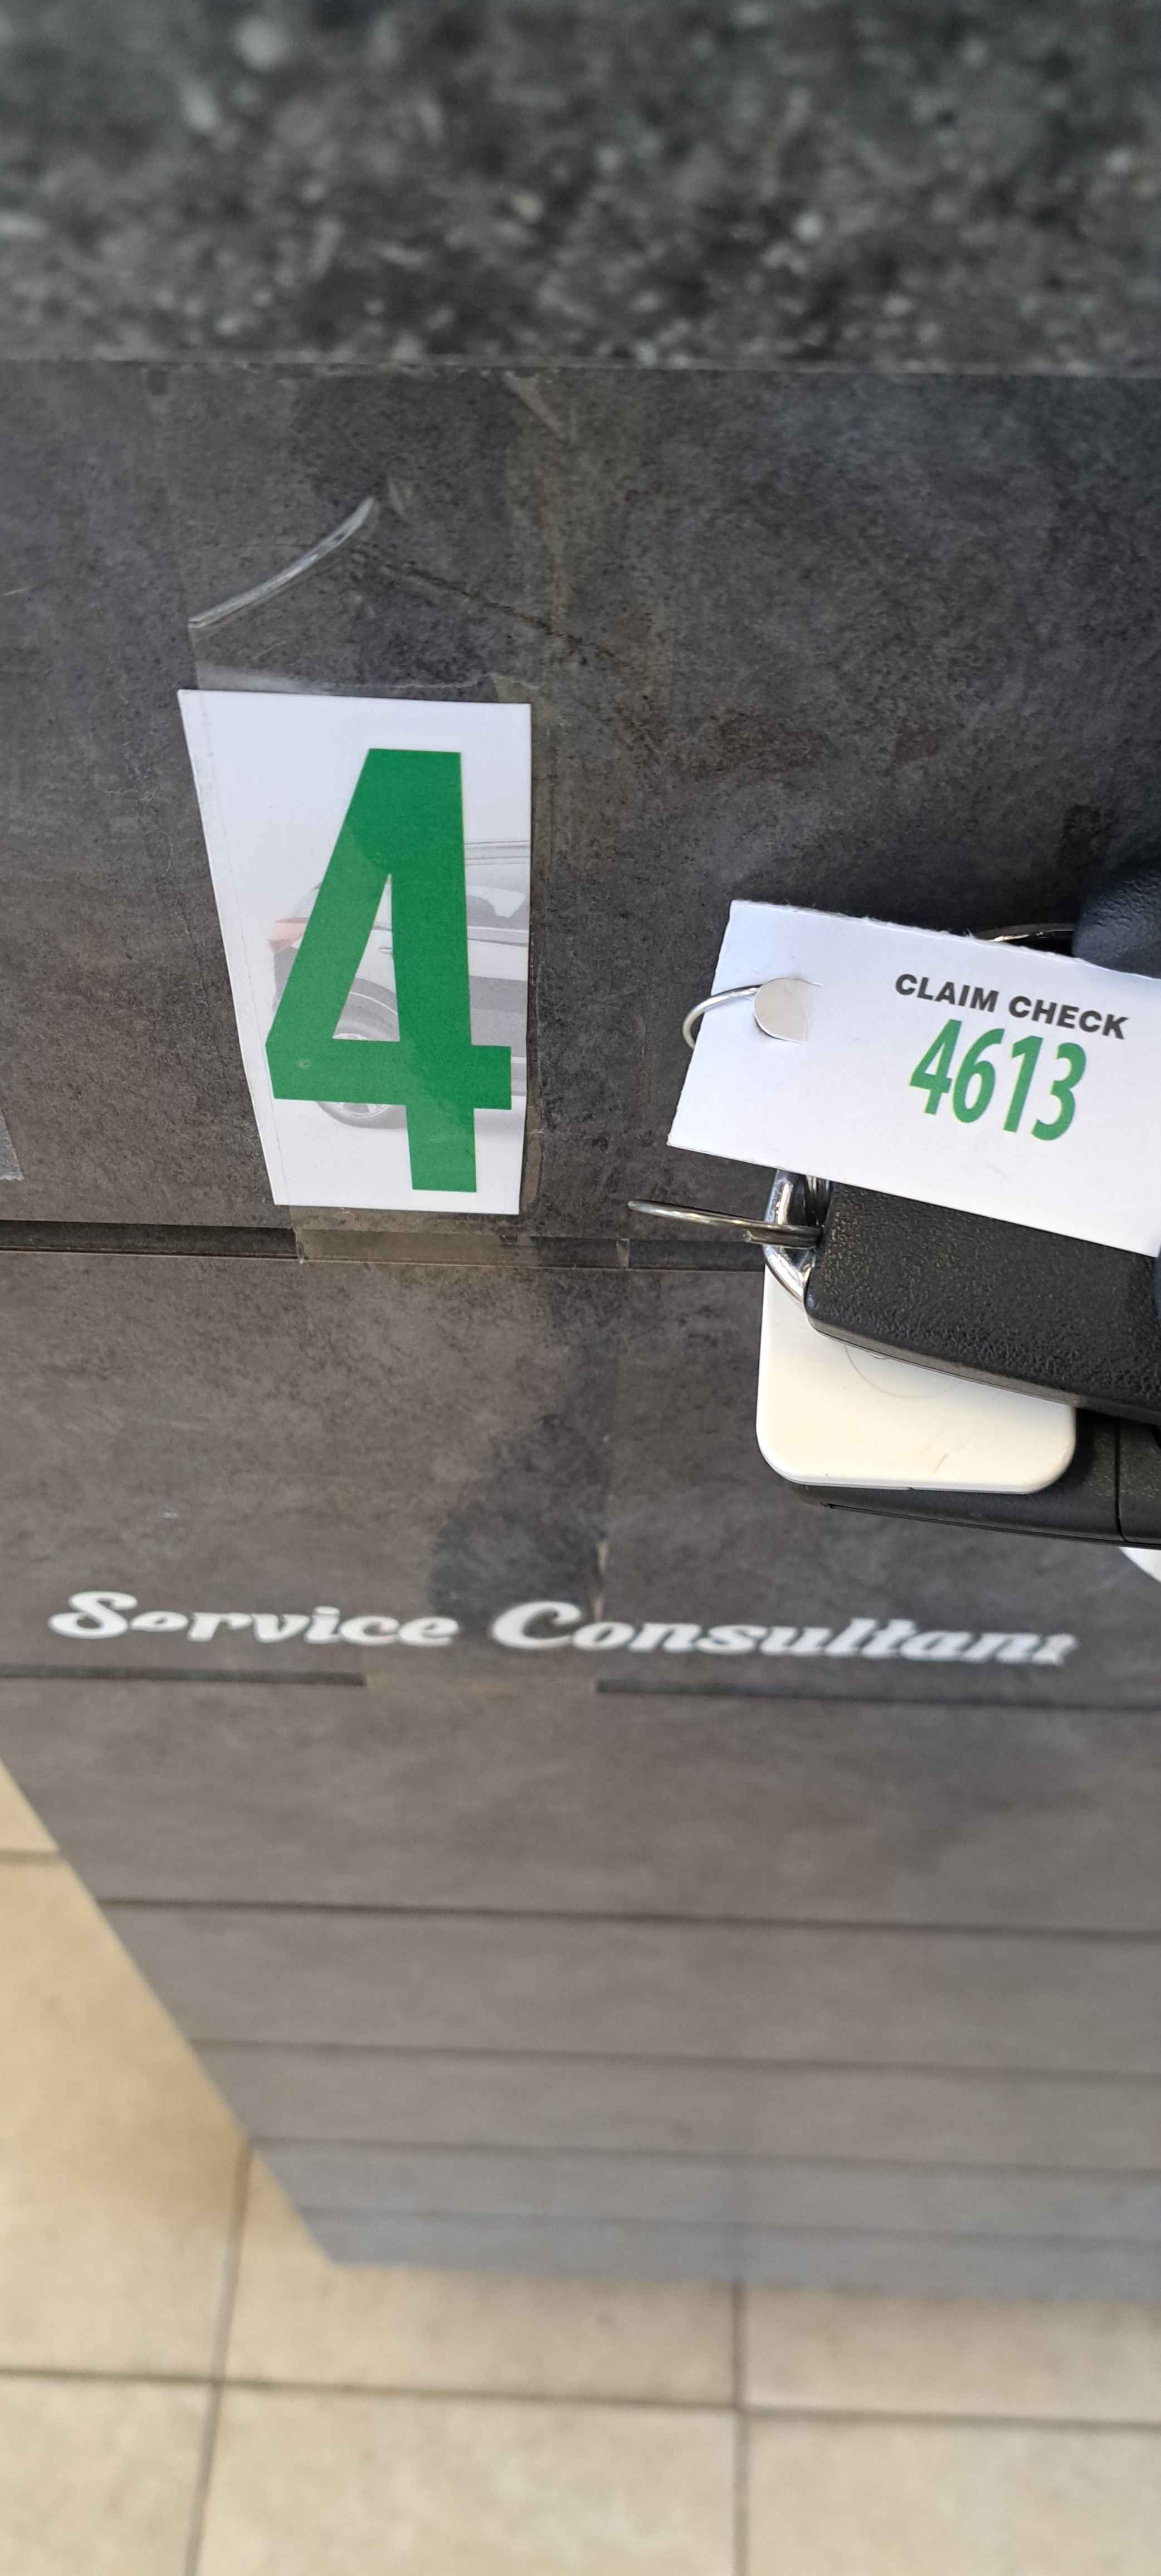 4
CLAIM CHECK
4613
Service Consultant